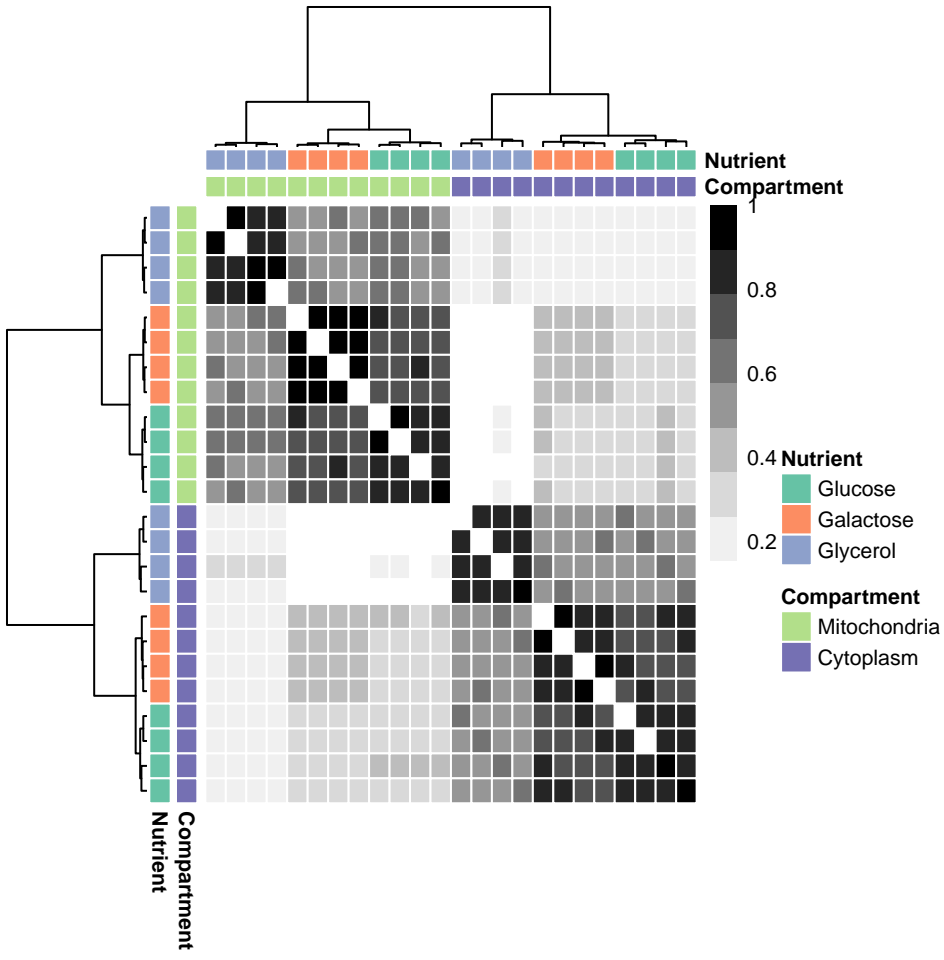 Nutrient
Compartment
1
0.8
0.6
0.4
0.2
Nutrient
Glucose
Galactose
Glycerol
Compartment
Mitochondria
Cytoplasm
Nutrient
Compartment